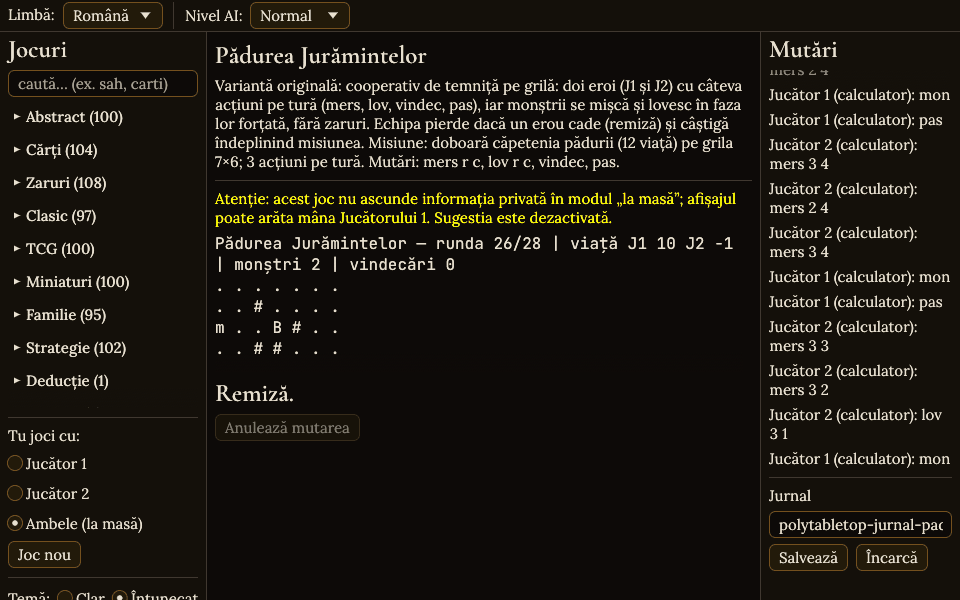 Limbă:
Română
Nivel AI:
Normal
Jocuri
caută... (ex. sah, carti)
Abstract (100)
Cărți (104)
Zaruri (108)
Clasic (97)
TCG (100)
Miniaturi (100)
Familie (95)
Strategie (102)
Deducție (1)
Tu joci cu:
Jucător 1
Jucător 2
Ambele (la masă)
Joc nou
Temă:
Clar
Întunecat
Pădurea Jurămintelor
Variantă originală: cooperativ de temniță pe grilă: doi eroi (J1 și J2) cu câteva
acțiuni pe tură (mers, lov, vindec, pas), iar monștrii se mișcă și lovesc în faza
lor forțată, fără zaruri. Echipa pierde dacă un erou cade (remiză) și câștigă
îndeplinind misiunea. Misiune: doboară căpetenia pădurii (12 viață) pe grila
7×6; 3 acțiuni pe tură. Mutări: mers r c, lov r c, vindec, pas.
Atenție: acest joc nu ascunde informația privată în modul „la masă”; afișajul
poate arăta mâna Jucătorului 1. Sugestia este dezactivată.
Pădurea Jurămintelor — runda 26/28 | viață J1 10 J2 -1
| monștri 2 | vindecări 0
. . . . . . .
. . # . . . .
m . . B # . .
. . # # . . .
Remiză.
Anulează mutarea
Mutări
mers 2 4
Jucător 1 (calculator): mon
Jucător 1 (calculator): pas
Jucător 2 (calculator):
mers 3 4
Jucător 2 (calculator):
mers 2 4
Jucător 2 (calculator):
mers 3 4
Jucător 1 (calculator): mon
Jucător 1 (calculator): pas
Jucător 2 (calculator):
mers 3 3
Jucător 2 (calculator):
mers 3 2
Jucător 2 (calculator): lov
3 1
Jucător 1 (calculator): mon
Jurnal
polytabletop-jurnal-pac
Salvează
Încarcă